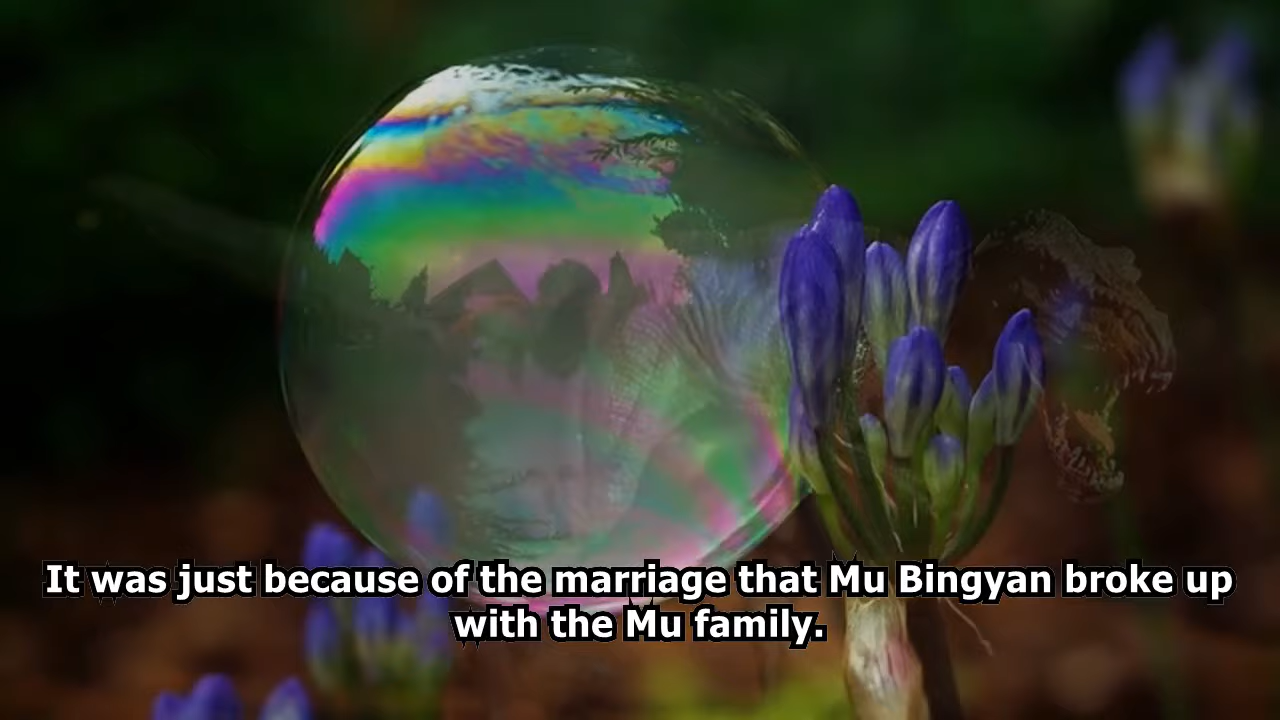 It was just because of the marriage that Mu Bingyan broke up
with the Mu family.